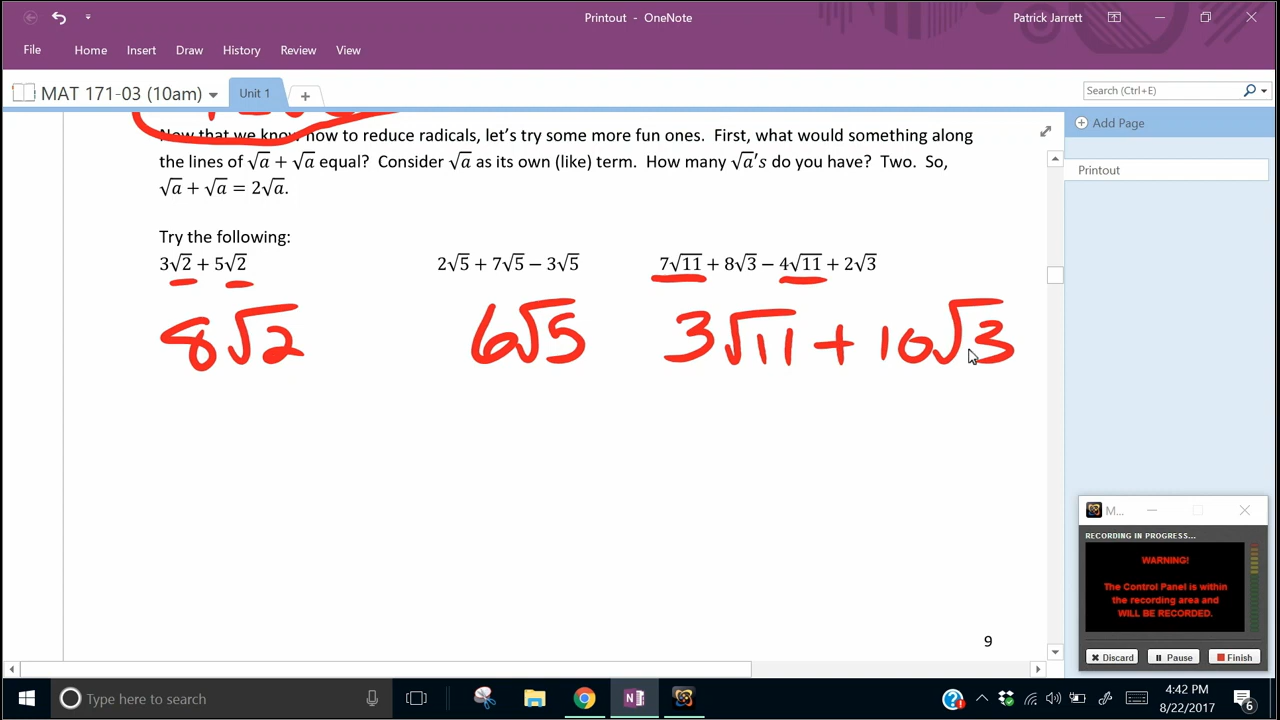 Printout - OneNote
Patrick Jarrett
File Home Insert Draw History Review View
MAT 171-03 (10am) Unit 1
Search (Ctrl+E)
Add Page
Printout
Now that we know how to reduce radicals, let's try some more fun ones. First, what would something along
the lines of √a + √a equal? Consider √a as its own (like) term. How many √a's do you have? Two. So,
√a + √a = 2√a.
Try the following:
3√2 + 5√2 2√5 + 7√5 − 3√5 7√11 + 8√3 − 4√11 + 2√3
8√2 6√5 3√11 + 10√3
9
M...
RECORDING IN PROGRESS...
WARNING!
The Control Panel is within
the recording area and
WILL BE RECORDED.
Discard Pause Finish
Type here to search
4:42 PM
8/22/2017
6